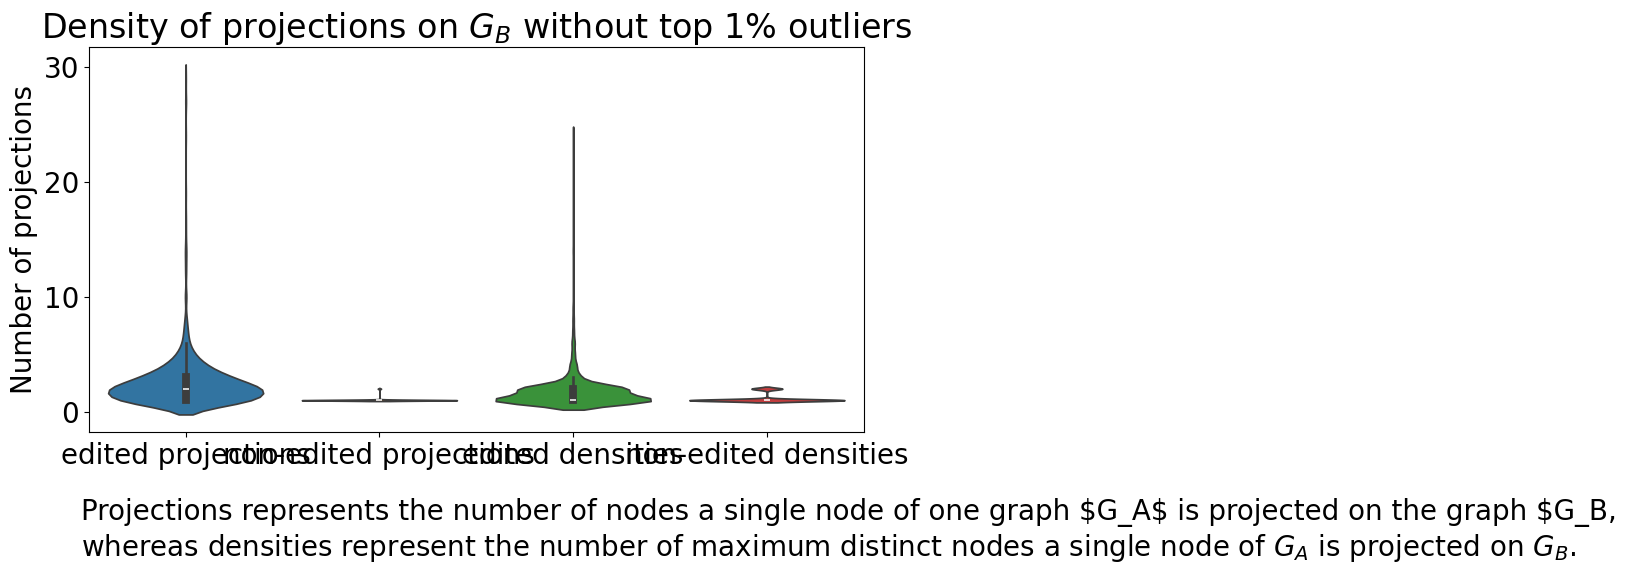 Density of projections on G_B without top 1% outliers
Number of projections
30
20
10
0
edited projections
non-edited projections
edited densities
non-edited densities
Projections represents the number of nodes a single node of one graph $G_A$ is projected on the graph $G_B,
whereas densities represent the number of maximum distinct nodes a single node of G_A is projected on G_B.